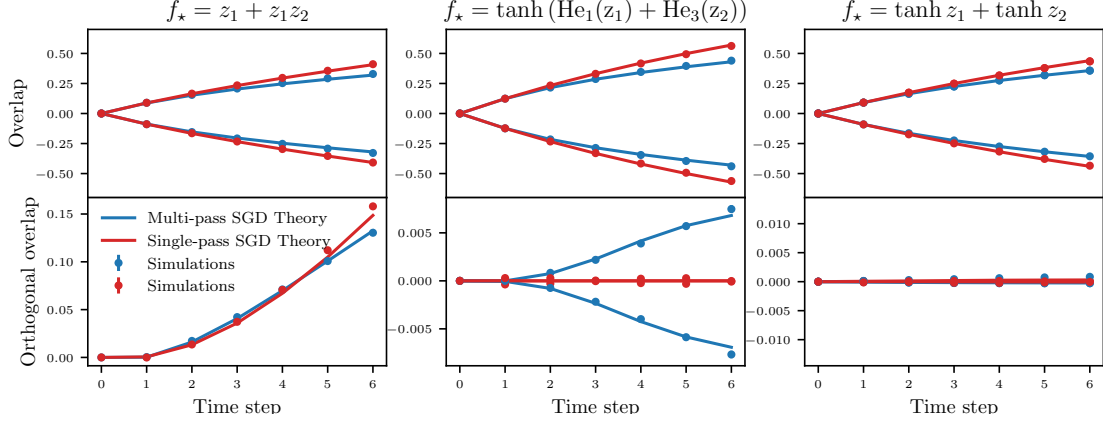 f⋆ = z₁ + z₁z₂
f⋆ = tanh (He₁(z₁) + He₃(z₂))
f⋆ = tanh z₁ + tanh z₂
Overlap
0.50
0.25
0.00
−0.25
−0.50
0.50
0.25
0.00
−0.25
−0.50
0.50
0.25
0.00
−0.25
−0.50
Orthogonal overlap
0.15
0.10
0.05
0.00
Multi-pass SGD Theory
Single-pass SGD Theory
Simulations
Simulations
0.005
0.000
−0.005
0.010
0.005
0.000
−0.005
−0.010
0 1 2 3 4 5 6
0 1 2 3 4 5 6
0 1 2 3 4 5 6
Time step
Time step
Time step